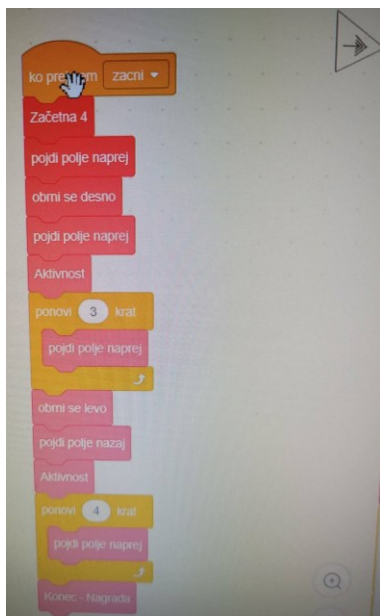 ko prejmem zacni
Začetna 4
pojdi polje naprej
obrni se desno
pojdi polje naprej
Aktivnost
ponovi 3 krat
pojdi polje naprej
obrni se levo
pojdi polje nazaj
Aktivnost
ponovi 4 krat
pojdi polje naprej
Konec - Nagrada